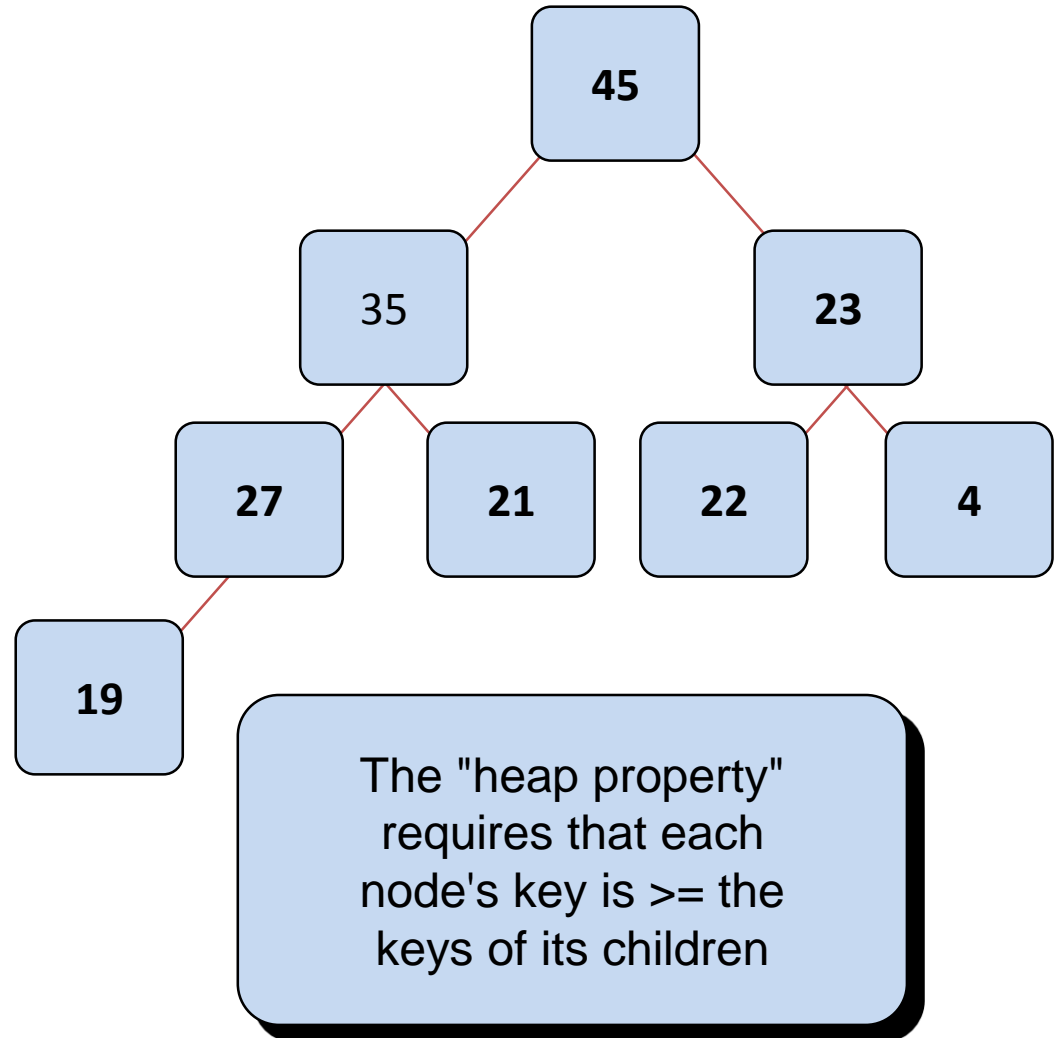 45
35
23
27
21
22
4
19
The "heap property"
requires that each
node's key is >= the
keys of its children